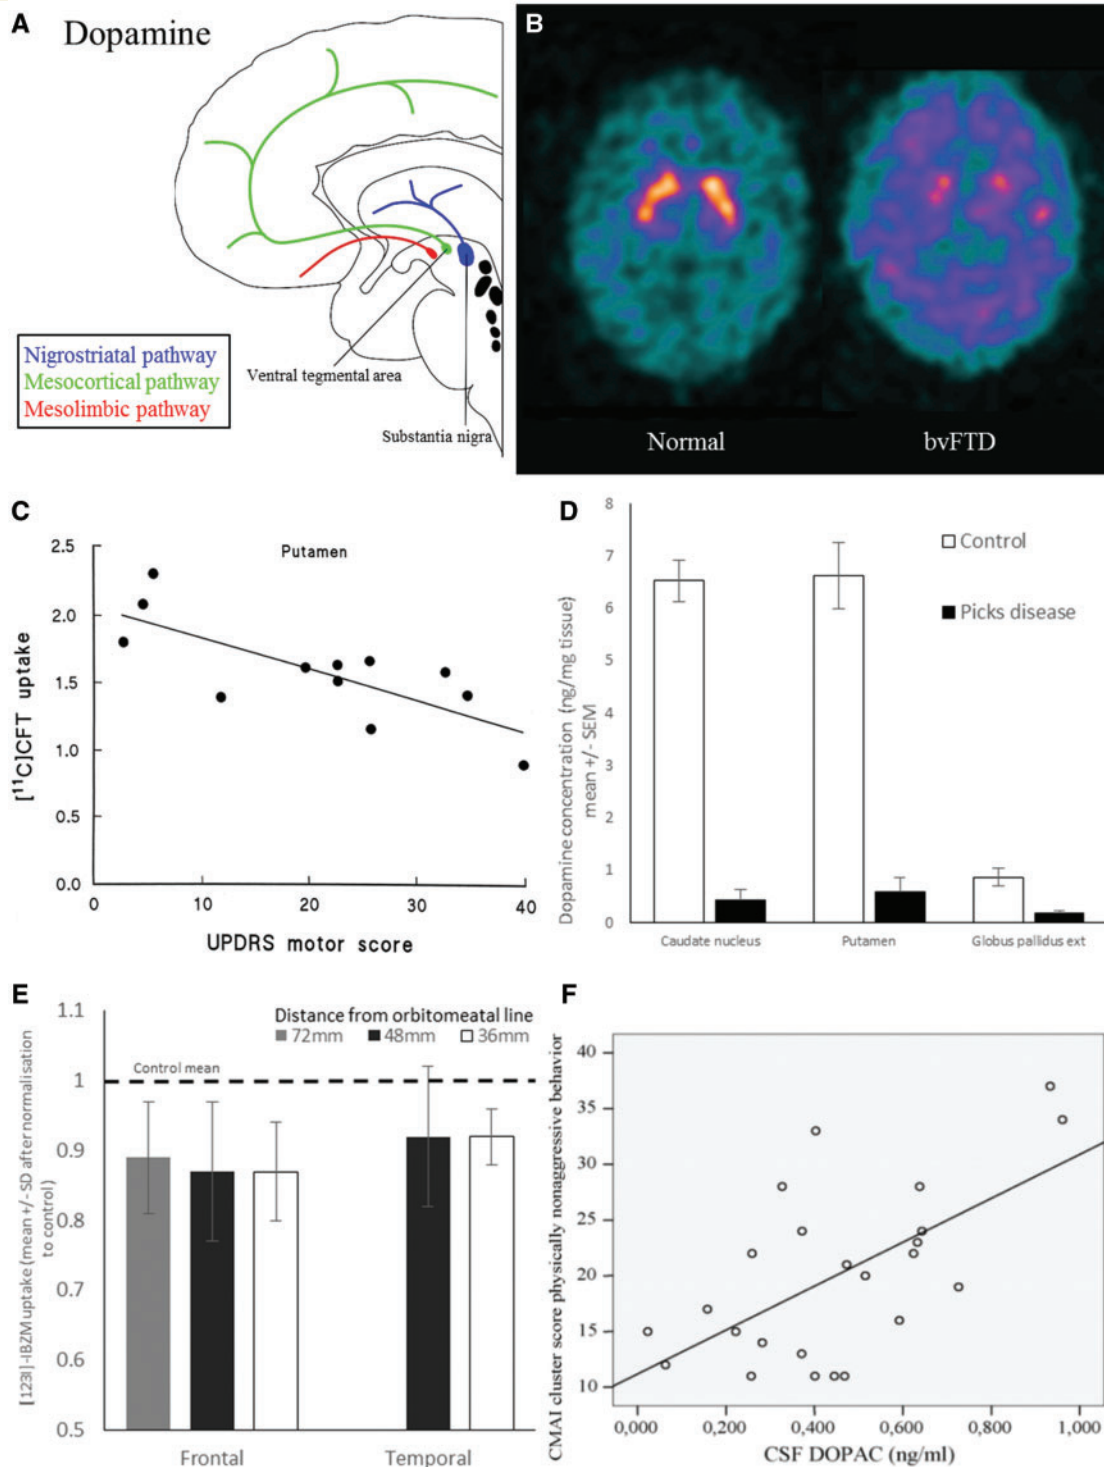 A
Dopamine
Nigrostriatal pathway
Mesocortical pathway
Mesolimbic pathway
Ventral tegmental area
Substantia nigra
B
Normal
bvFTD
C
Putamen
2.5
2.0
1.5
1.0
0.5
0.0
0
10
20
30
40
[¹¹C]CFT uptake
UPDRS motor score
D
8
7
6
5
4
3
2
1
0
Dopamine concentration (ng/mg tissue)
mean +/- SEM
Control
Picks disease
Caudate nucleus
Putamen
Globus pallidus ext
E
1.1
1
0.9
0.8
0.7
0.6
0.5
[123I]-IBZM uptake (mean +/- SD after normalisation
to control)
Distance from orbitomeatal line
72mm 48mm 36mm
Control mean
Frontal
Temporal
F
40
35
30
25
20
15
10
CMAI cluster score physically nonaggressive behavior
0,000
0,200
0,400
0,600
0,800
1,000
CSF DOPAC (ng/ml)